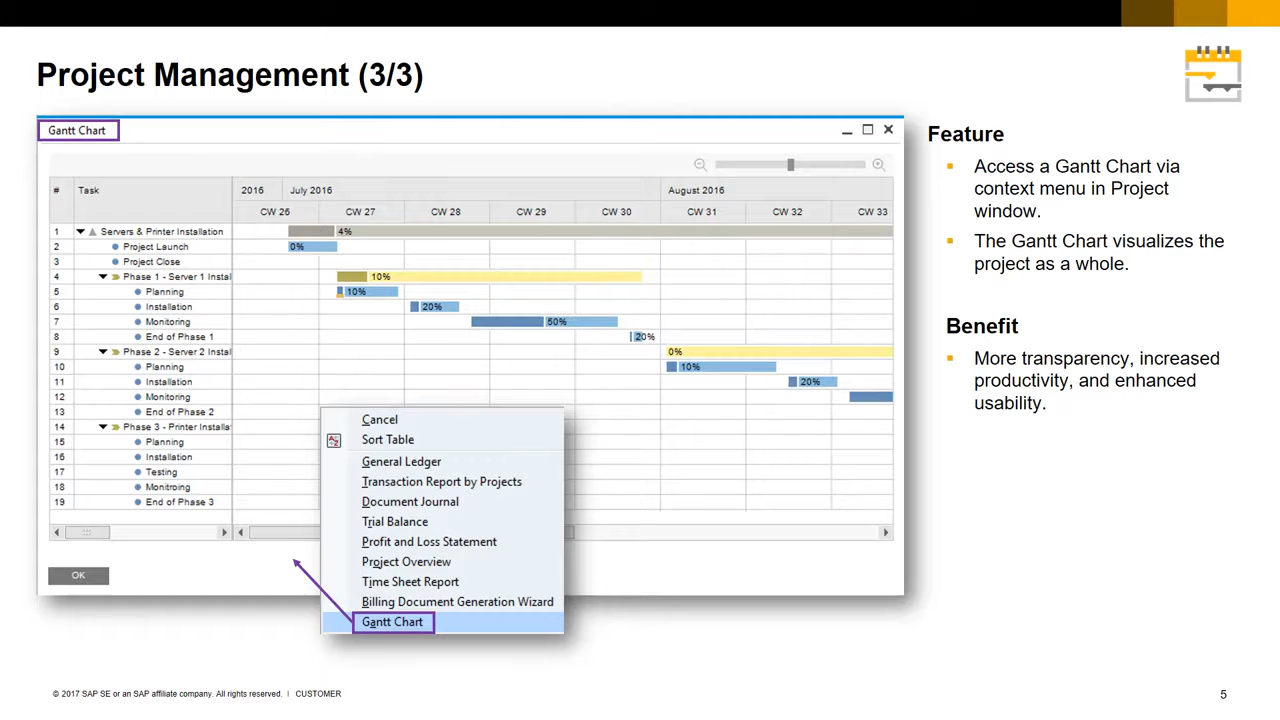 Project Management (3/3)
Gantt Chart
# Task 2016 July 2016 August 2016
CW 26 CW 27 CW 28 CW 29 CW 30 CW 31 CW 32 CW 33
1 Servers & Printer Installation 4%
2 Project Launch 0%
3 Project Close
4 Phase 1 - Server 1 Instal 10%
5 Planning 10%
6 Installation 20%
7 Monitoring 50%
8 End of Phase 1 20%
9 Phase 2 - Server 2 Instal 0%
10 Planning 10%
11 Installation 20%
12 Monitoring
13 End of Phase 2
14 Phase 3 - Printer Installa
15 Planning
16 Installation
17 Testing
18 Monitroing
19 End of Phase 3
OK
Cancel
Sort Table
General Ledger
Transaction Report by Projects
Document Journal
Trial Balance
Profit and Loss Statement
Project Overview
Time Sheet Report
Billing Document Generation Wizard
Gantt Chart
Feature
Access a Gantt Chart via
context menu in Project
window.
The Gantt Chart visualizes the
project as a whole.
Benefit
More transparency, increased
productivity, and enhanced
usability.
© 2017 SAP SE or an SAP affiliate company. All rights reserved. | CUSTOMER
5